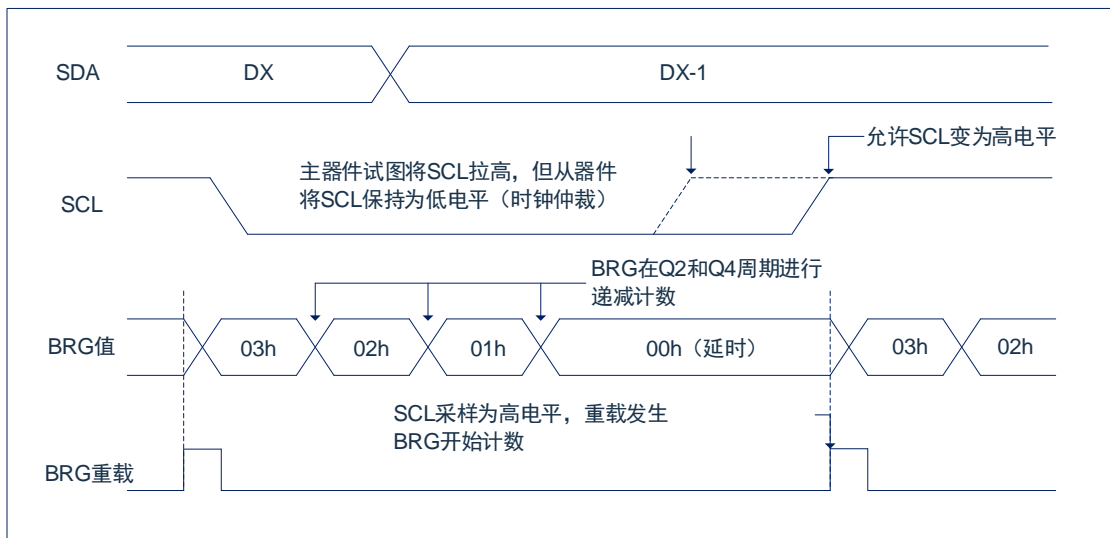 SDA
DX
DX-1
允许SCL变为高电平
主器件试图将SCL拉高，但从器件
将SCL保持为低电平（时钟仲裁）
SCL
BRG在Q2和Q4周期进行
递减计数
BRG值
03h
02h
01h
00h（延时）
03h
02h
SCL采样为高电平，重载发生
BRG开始计数
BRG重载